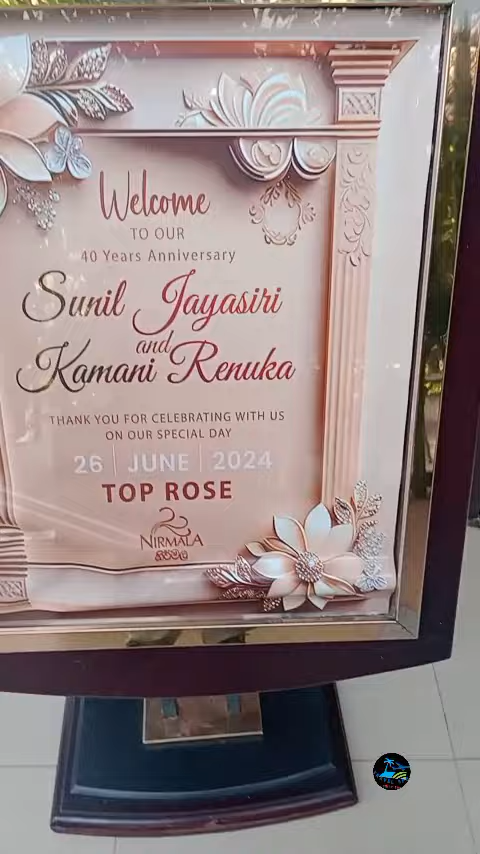 Welcome
TO OUR
40 Years Anniversary
Sunil Jayasiri
and
Kamani Renuka
THANK YOU FOR CELEBRATING WITH US
ON OUR SPECIAL DAY
26 | JUNE | 2024
TOP ROSE
NIRMALA